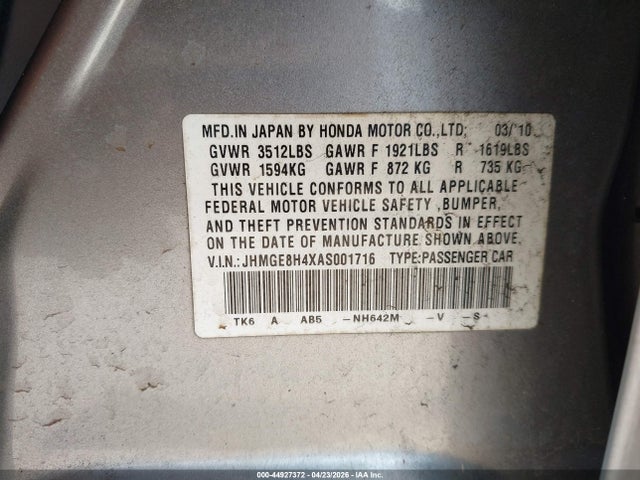 MFD.IN JAPAN BY HONDA MOTOR CO.,LTD; 03/10
GVWR 3512LBS GAWR F 1921LBS R 1619LBS
GVWR 1594KG GAWR F 872 KG R 735 KG
THIS VEHICLE CONFORMS TO ALL APPLICABLE
FEDERAL MOTOR VEHICLE SAFETY ,BUMPER,
AND THEFT PREVENTION STANDARDS IN EFFECT
ON THE DATE OF MANUFACTURE SHOWN ABOVE.
V.I.N.:JHMGE8H4XAS001716 TYPE:PASSENGER CAR
TK6 A AB5 -NH642M -V -S
000-44927372 | 04/23/2026 | IAA Inc.